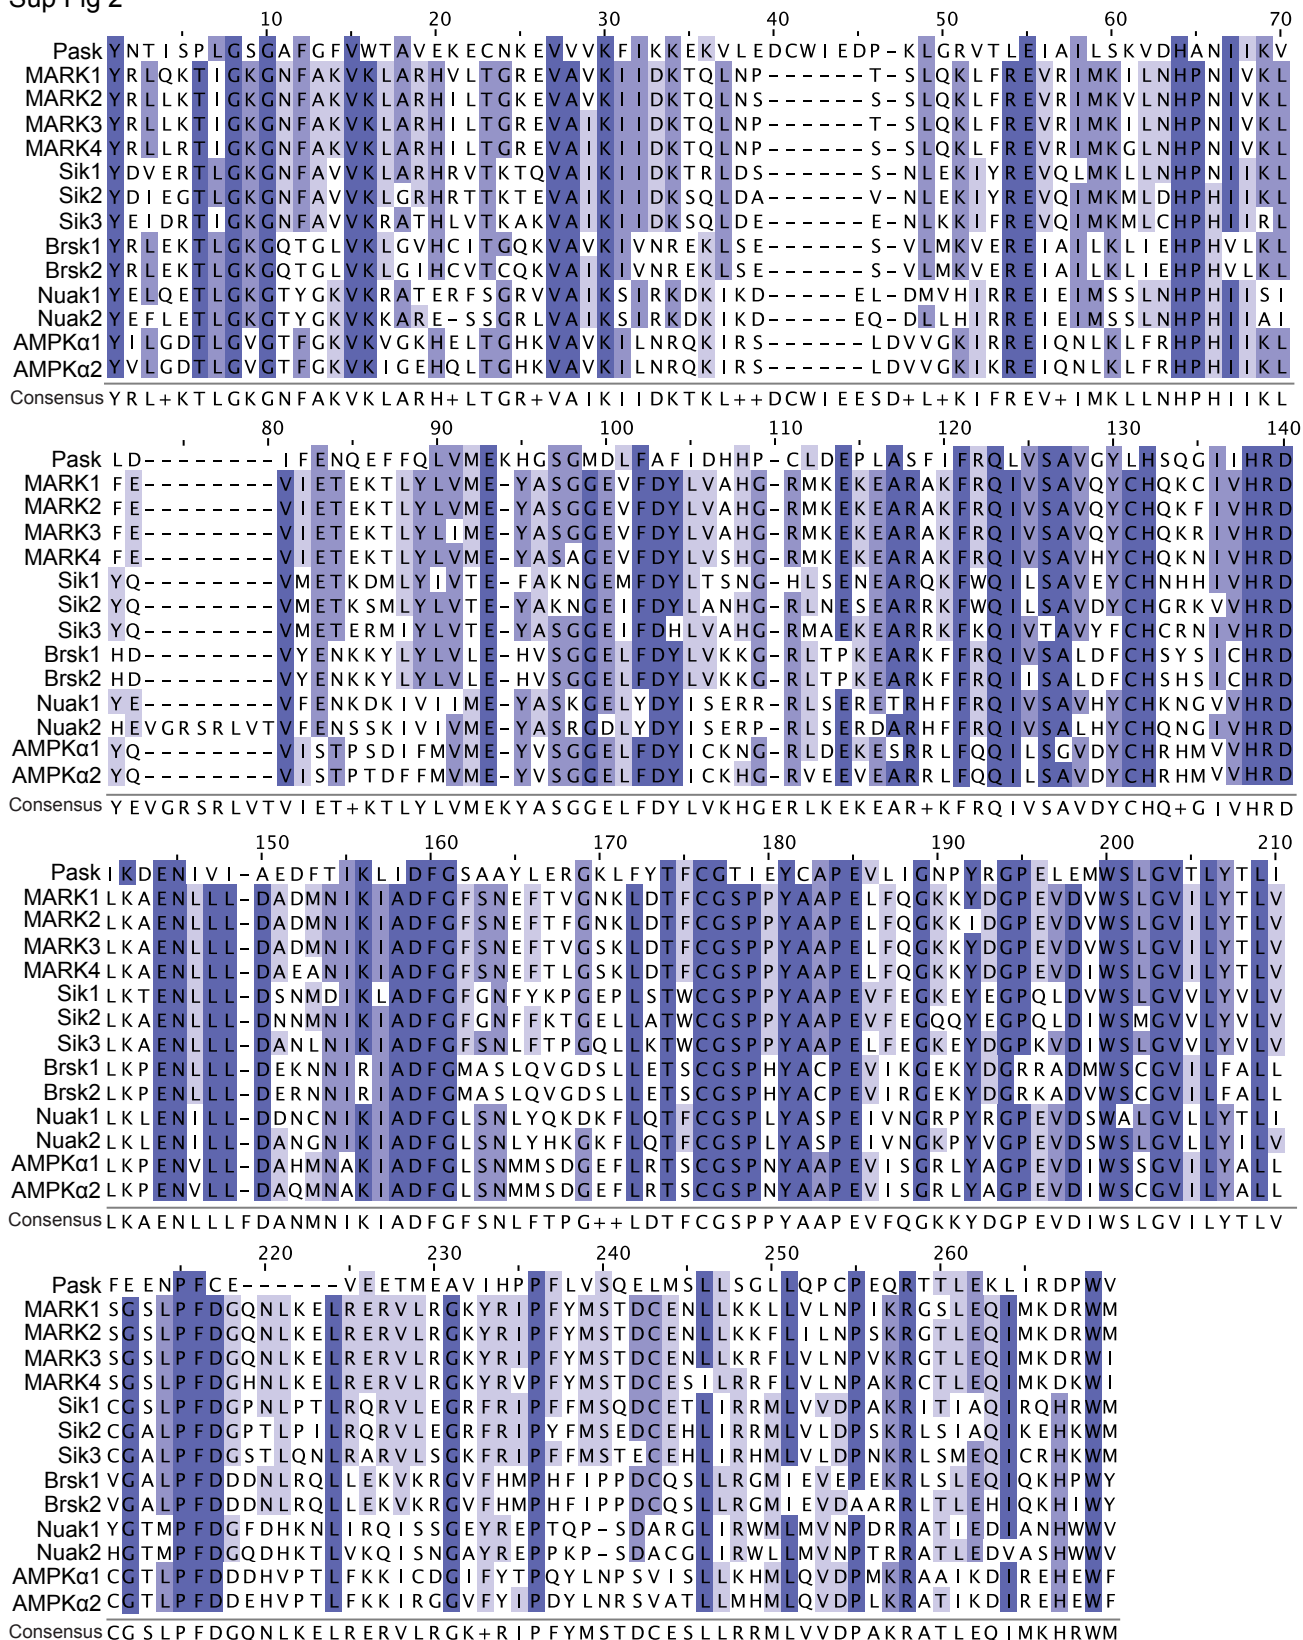 Sup Fig 2
10 20 30 40 50 60 70
Pask YNTISPLGSGAFGFVWTAVEKECNKEVVVKFIKKEKVLEDCWIEDP-KLGRVTLEIAILSKVDHANIIKV
MARK1 YRLQKTIGKGNFAKVKLARHVLTGREVAVKIIDKTQLNP------T-SLQKLFREVRIMKILNHPNIVKL
MARK2 YRLLKTIGKGNFAKVKLARHILTGKEVAVKIIDKTQLNS------S-SLQKLFREVRIMKVLNHPNIVKL
MARK3 YRLLKTIGKGNFAKVKLARHILTGREVAIKIIDKTQLNP------T-SLQKLFREVRIMKILNHPNIVKL
MARK4 YRLLRTIGKGNFAKVKLARHILTGREVAIKIIDKTQLNP------S-SLQKLFREVRIMKGLNHPNIVKL
Sik1 YDVERTLGKGNFAVVKLARHRVTKTQVAIKIIDKTRLDS------S-NLEKIYREVQLMKLLNHPNIIKL
Sik2 YDIEGTLGKGNFAVVKLGRHRTTKTEVAIKIIDKSQLDA------V-NLEKIYREVQIMKMLDHPHIIKL
Sik3 YEIDRTIGKGNFAVVKRATHLVTKAKVAIKIIDKSQLDE------E-NLKKIFREVQIMKMLCHPHIIRL
Brsk1 YRLEKTLGKGQTGLVKLGVHCITGQKVAVKIVNREKLSE------S-VLMKVEREIAILKLIEHPHVLKL
Brsk2 YRLEKTLGKGQTGLVKLGIHCVTCQKVAIKIVNREKLSE------S-VLMKVEREIAILKLIEHPHVLKL
Nuak1 YELQETLGKGTYGKVKRATERFSGRVVAIKSIRKDKIKD------EL-DMVHIRREIEIMSSLNHPHIISI
Nuak2 YEFLETLGKGTYGKVKKARE-SSGRLVAIKSIRKDKIKD------EQ-DLLHIRREIEIMSSLNHPHIIAI
AMPKα1 YILGDTLGVGTFGKVKVGKHELTGHKVAVKILNRQKIRS------LDVVGKIRREIQNLKLFRHPHIIKL
AMPKα2 YVLGDTLGVGTFGKVKIGEHQLTGHKVAVKILNRQKIRS------LDVVGKIKREIQNLKLFRHPHIIKL
Consensus YRL+KTLGKGNFAKVKLARH+LTGR+VAIKIIDKTKL++DCWIEESD+L+KIFREV+IMKLLNHPHIIKL
80 90 100 110 120 130 140
Pask LD--------IFENQEFFQLVMEKHGSGMDLFAFIDHHP-CLDEPLASFIFRQLVSAVGYLHSQGIIHRD
MARK1 FE--------VIETEKTLYLVME-YASGGEVFDYLVAHG-RMKEKEARAKFRQIVSAVQYCHQKCIVHRD
MARK2 FE--------VIETEKTLYLVME-YASGGEVFDYLVAHG-RMKEKEARAKFRQIVSAVQYCHQKFIVHRD
MARK3 FE--------VIETEKTLYLIME-YASGGEVFDYLVAHG-RMKEKEARAKFRQIVSAVQYCHQKRIVHRD
MARK4 FE--------VIETEKTLYLVME-YASAGEVFDYLVSHG-RMKEKEARAKFRQIVSAVHYCHQKNIVHRD
Sik1 YQ--------VMETKDMLYIVTE-FAKNGEMFDYLTSNG-HLSENEARQKFWQILSAVEYCHNHHIVHRD
Sik2 YQ--------VMETKSMLYLVTE-YAKNGEIFDYLANHG-RLNESEARRKFWQILSAVDYCHGRKVVHRD
Sik3 YQ--------VMETERMIYLVTE-YASGGEIFDHLVAHG-RMAEKEARRKFKQIVTAVYFCHCRNIVHRD
Brsk1 HD--------VYENKKYLYLVLE-HVSGGELFDYLVKKG-RLTPKEARKFFRQIVSALDFCHSYSICHRD
Brsk2 HD--------VYENKKYLYLVLE-HVSGGELFDYLVKKG-RLTPKEARKFFRQIISALDFCHSHSICHRD
Nuak1 YE--------VFENKDKIVIIMEYASKGELYDYISERR-RLSERETRHFFRQIVSAVHYCHKNGVVHRD
Nuak2 HEVGRSRLVTVFENSSKIVIVMEYASRGDLYDYISERP-RLSERDARHFFRQIVSALHYCHQNGIVHRD
AMPKα1 YQ--------VISTPSDIFMVME-YVSGGELFDYICKNG-RLDEKESRRLFQQILSGVDYCHRHMVVHRD
AMPKα2 YQ--------VISTPTDFFMVME-YVSGGELFDYICKHG-RVEEVEARRLFQQILSAVDYCHRHMVVHRD
Consensus YEVGRSRLVTVIET+KTLYLVMEKYASGGELFDYLVKHGERLKEKEAR+KFRQIVSAVDYCHQ+GIVHRD
150 160 170 180 190 200 210
Pask IKDENIVI-AEDFTIKLIDFGSAAYLERGKLFYTFCGTIEYCAPEVLIGNPYRGPELEMWSLGVTLYTLI
MARK1 LKAENLLL-DADMNIKIADFGFSNEFTVGNKLDTFCGSPPYAAPELFQGKKYDGPEVDVWSLGVILYTLV
MARK2 LKAENLLL-DADMNIKIADFGFSNEFTFGNKLDTFCGSPPYAAPELFQGKKIDGPEVDVWSLGVILYTLV
MARK3 LKAENLLL-DADMNIKIADFGFSNEFTVGSKLDTFCGSPPYAAPELFQGKKYDGPEVDVWSLGVILYTLV
MARK4 LKAENLLL-DAEANIKIADFGFSNEFTLGSKLDTFCGSPPYAAPELFQGKKYDGPEVDIWSLGVILYTLV
Sik1 LKTENLLL-DSNMDIKLADFGFGNFYKPGEPLSTWCGSPPYAAPEVFEGKEYEGPQLDVWSLGVVLYVLV
Sik2 LKAENLLL-DNNMNIKIADFGFGNFFKTGELLATWCGSPPYAAPEVFEGQQYEGPQLDIWSMGVVLYVLV
Sik3 LKAENLLL-DANLNIKIADFGFSNLFTPGQLLKTWCGSPPYAAPELFEGKEYDGPKVDIWSLGVVLYVLV
Brsk1 LKPENLLL-DEKNNIRIADFGMASLQVGDSLLETSCGSPHYACPEVIKGEKYDGRRADMWSCGVILFALL
Brsk2 LKPENLLL-DERNNIRIADFGMASLQVGDSLLETSCGSPHYACPEVIRGEKYDGRKADVWSCGVILFALL
Nuak1 LKLENILL-DDNCNIKIADFGLSNLYQKDKFLQTFCGSPLYASPEIVNGRPYRGPEVDSWALGVLLYTLI
Nuak2 LKLENILL-DANGNIKIADFGLSNLYHKGKFLQTFCGSPLYASPEIVNGKPYVGPEVDSWSLGVLLYILV
AMPKα1 LKPENVLL-DAHMNAKIADFGLSNMMSDGEFLRTSCGSPNYAAPEVISGRLYAGPEVDIWSSGVILYALL
AMPKα2 LKPENVLL-DAQMNAKIADFGLSNMMSDGEFLRTSCGSPNYAAPEVISGRLYAGPEVDIWSCGVILYALL
Consensus LKAENLLLFDANMNIKIADFGFSNLFTPG++LDTFCGSPPYAAPEVFQGKKYDGPEVDIWSLGVILYTLV
220 230 240 250 260
Pask FEENPFCE------VEETMEAVIHPPFLVSQELMSLLSGLLQPCPEQRTTLEKLIRDPWV
MARK1 SGSLPFDGQNLKELRERVLRGKYRIPFYMSTDCENLLKKLLVLNPIKRGSLEQIMKDRWM
MARK2 SGSLPFDGQNLKELRERVLRGKYRIPFYMSTDCENLLKKFLILNPSKRGTLEQIMKDRWM
MARK3 SGSLPFDGQNLKELRERVLRGKYRIPFYMSTDCENLLKRFLVLNPVKRGTLEQIMKDRWI
MARK4 SGSLPFDGHNLKELRERVLRGKYRVPFYMSTDCESILRRFLVLNPAKRCTLEQIMKDKWI
Sik1 CGSLPFDGPNLPTLRQRVLEGRFRIPFFMSQDCETLIRRMLVVDPAKRITIAQIRQHRWM
Sik2 CGALPFDGPTLPILRQRVLEGRFRIPYFMSEDCEHLIRRMLVLDPSKRLSIAQIKEHKWM
Sik3 CGALPFDGSTLQNLRARVLSGKFRIPFFMSTECEHLIRHMLVLDPNKRLSMEQICRHKWM
Brsk1 VGALPFDDDNLRQLLEKVKRGVFHMPHFIPPDCQSLLRGMIEVEPEKRLSLEQIQKHPWY
Brsk2 VGALPFDDDNLRQLLEKVKRGVFHMPHFIPPDCQSLLRGMIEVDAARRLTLEHIQKHIWY
Nuak1 YGTMPFDGFDHKNLIRQISSGEYREPTQP-SDARGLIRWMLMVNPDRRATIEDIANHWWV
Nuak2 HGTMPFDGQDHKTLVKQISNGAYREPPKP-SDACGLIRWLLMVNPTRRATLEDVASHWWV
AMPKα1 CGTLPFDDDHVPTLFKKICDGIFYTPQYLNPSVISLLKHMLQVDPMKRAAIKDIREHEWF
AMPKα2 CGTLPFDDEHVPTLFKKIRGGVFYIPDYLNRSVATLLMHMLQVDPLKRATIKDIREHEWF
Consensus CGSLPFDGQNLKELRERVLRGK+RIPFYMSTDCESLLRRMLVVDPAKRATLEQIMKHRWM